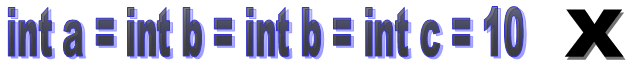 int a = int b = int b = int c = 10 X